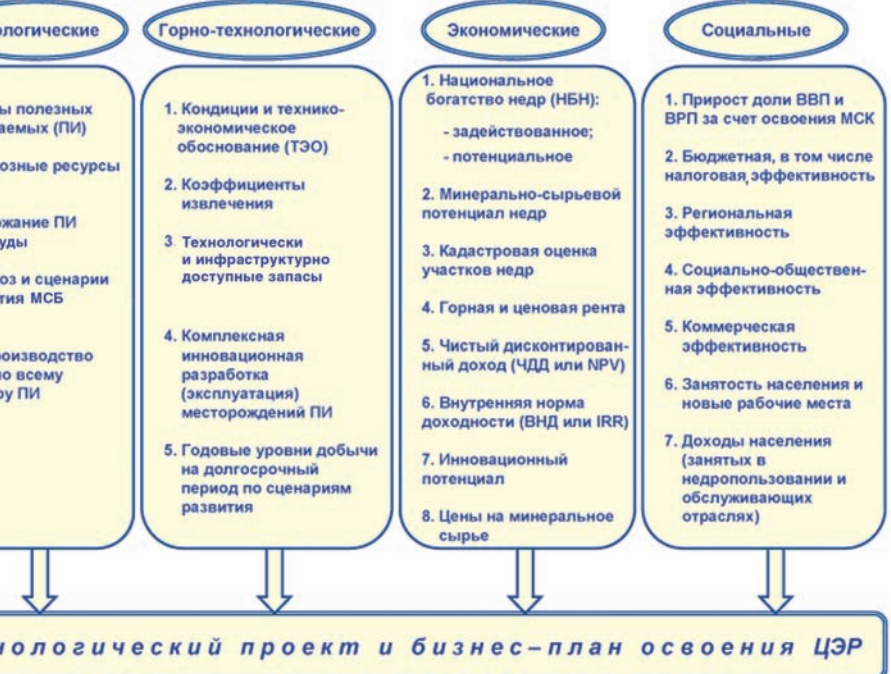 ологические
ы полезных
аемых (ПИ)
озные ресурсы
жание ПИ
уды
оз и сценарии
тия МСБ
роизводство
о всему
ру ПИ
Горно-технологические
1. Кондиции и технико-
экономическое
обоснование (ТЭО)
2. Коэффициенты
извлечения
3. Технологически
и инфраструктурно
доступные запасы
4. Комплексная
инновационная
разработка
(эксплуатация)
месторождений ПИ
5. Годовые уровни добычи
на долгосрочный
период по сценариям
развития
Экономические
1. Национальное
богатство недр (НБН):
- задействованное;
- потенциальное
2. Минерально-сырьевой
потенциал недр
3. Кадастровая оценка
участков недр
4. Горная и ценовая рента
5. Чистый дисконтирован-
ный доход (ЧДД или NPV)
6. Внутренняя норма
доходности (ВНД или IRR)
7. Инновационный
потенциал
8. Цены на минеральное
сырье
Социальные
1. Прирост доли ВВП и
ВРП за счет освоения МСК
2. Бюджетная, в том числе
налоговая, эффективность
3. Региональная
эффективность
4. Социально-обществен-
ная эффективность
5. Коммерческая
эффективность
6. Занятость населения и
новые рабочие места
7. Доходы населения
(занятых в
недропользовании и
обслуживающих
отраслях)
нологический проект и бизнес–план освоения ЦЭР